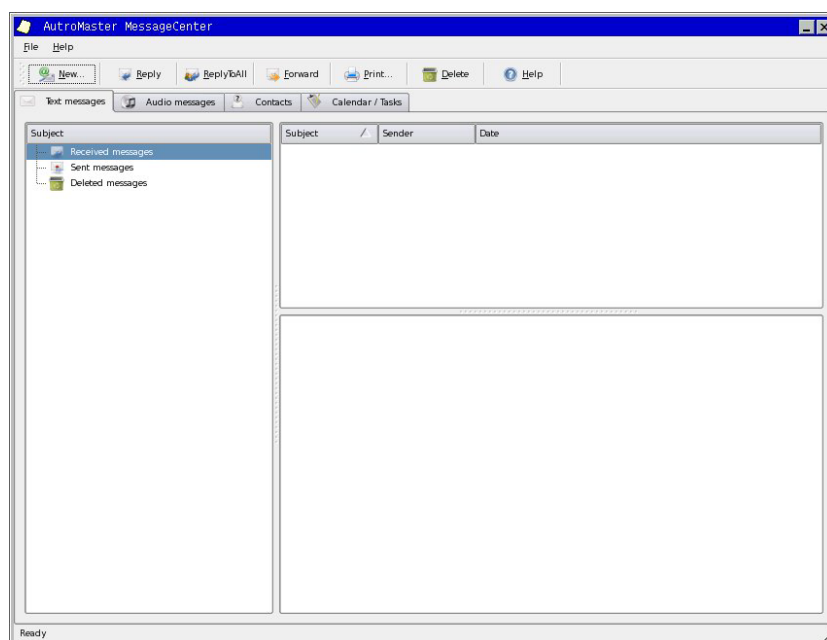 AutroMaster MessageCenter
File Help
New... Reply ReplyToAll Forward Print... Delete Help
Text messages Audio messages Contacts Calendar / Tasks
Subject Subject Sender Date
Received messages
Sent messages
Deleted messages
Ready